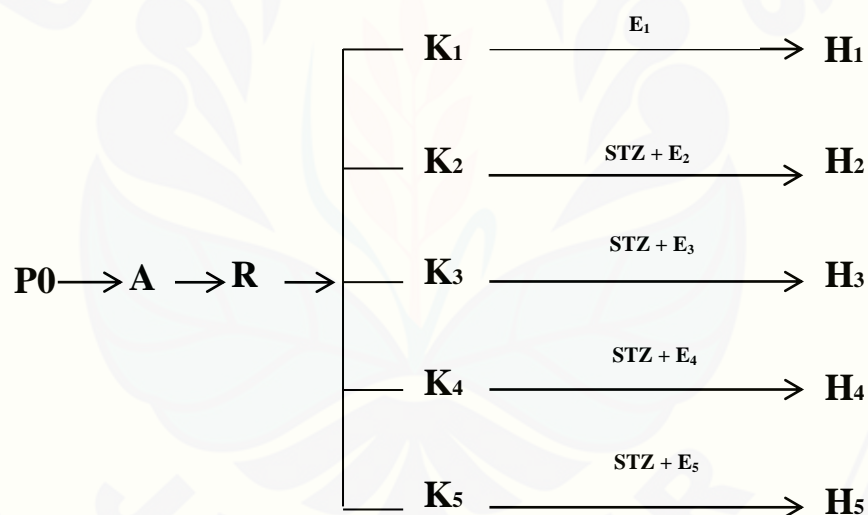 E₁
K₁ H₁
STZ + E₂
K₂ H₂
STZ + E₃
P0 A R K₃ H₃
STZ + E₄
K₄ H₄
STZ + E₅
K₅ H₅